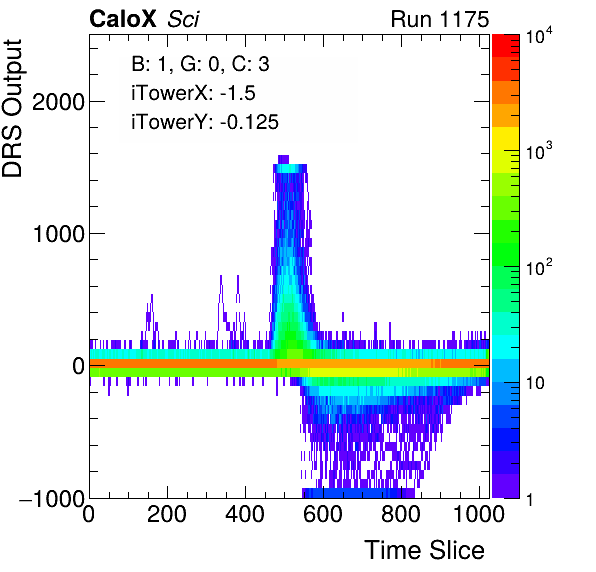 CaloX Sci Run 1175
B: 1, G: 0, C: 3
iTowerX: -1.5
iTowerY: -0.125
DRS Output
2000
1000
0
−1000
0 200 400 600 800 1000
Time Slice
10^4
10^3
10^2
10
1